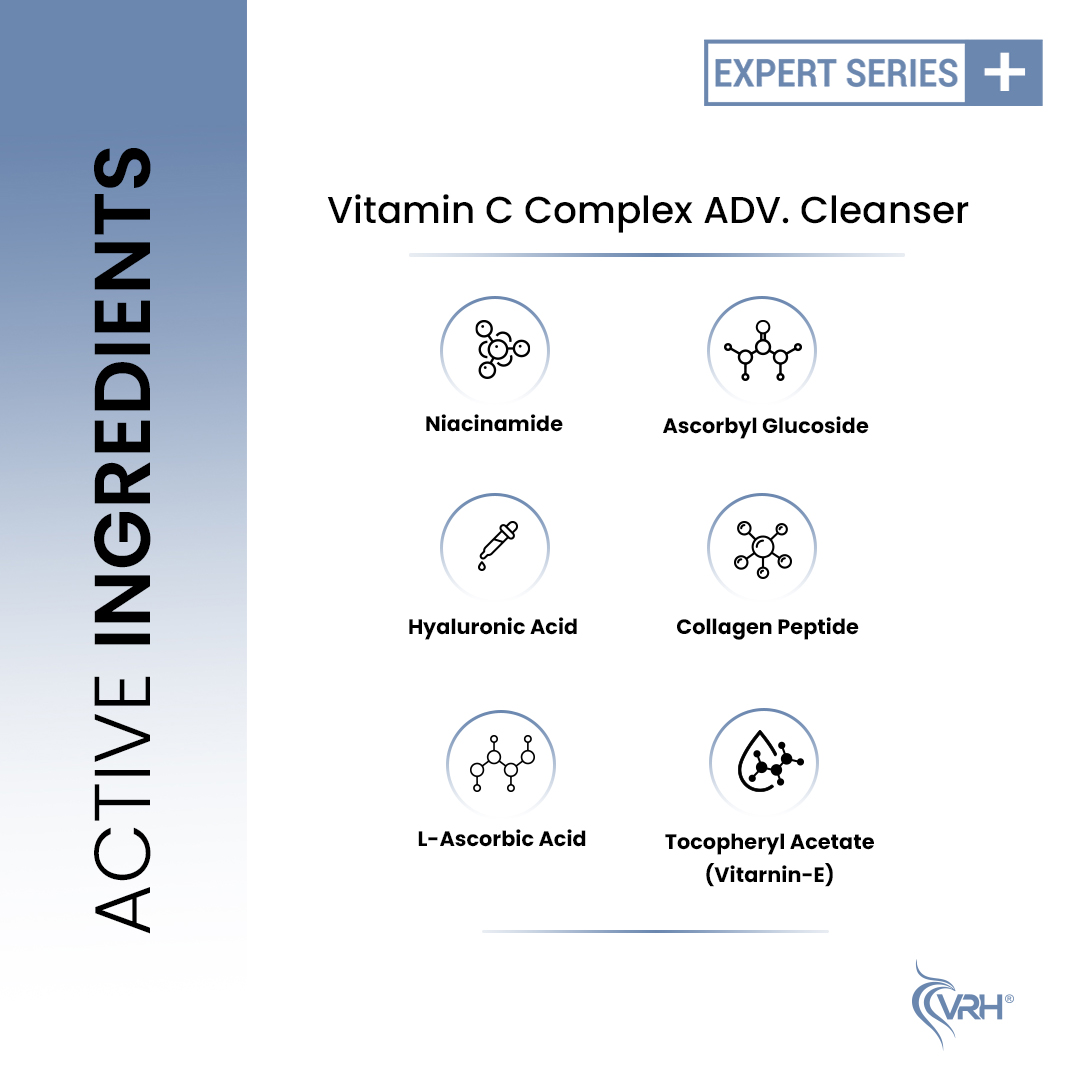 ACTIVE INGREDIENTS
EXPERT SERIES +
Vitamin C Complex ADV. Cleanser
Niacinamide
Ascorbyl Glucoside
Hyaluronic Acid
Collagen Peptide
L-Ascorbic Acid
Tocopheryl Acetate
(Vitarnin-E)
VRH®